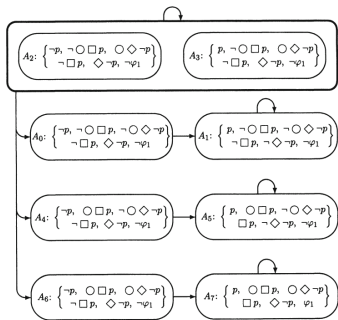 A₂: {¬p, ¬○□p, ○◇¬p
¬□p, ◇¬p, ¬φ₁}
A₃: {p, ¬○□p, ○◇¬p
¬□p, ◇¬p, ¬φ₁}
A₀: {¬p, ¬○□p, ¬○◇¬p
¬□p, ◇¬p, ¬φ₁}
A₁: {p, ¬○□p, ¬○◇¬p
¬□p, ¬◇¬p, ¬φ₁}
A₄: {¬p, ○□p, ¬○◇¬p
¬□p, ◇¬p, ¬φ₁}
A₅: {p, ○□p, ¬○◇¬p
□p, ¬◇¬p, ¬φ₁}
A₆: {¬p, ○□p, ○◇¬p
¬□p, ◇¬p, ¬φ₁}
A₇: {p, ○□p, ○◇¬p
□p, ◇¬p, φ₁}